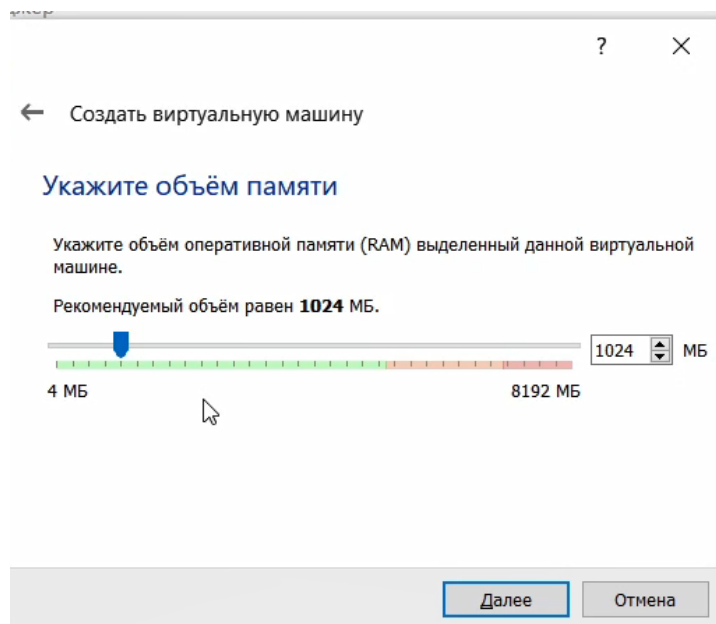 ?
Создать виртуальную машину
Укажите объём памяти
Укажите объём оперативной памяти (RAM) выделенный данной виртуальной
машине.
Рекомендуемый объём равен 1024 МБ.
1024 МБ
4 МБ 8192 МБ
Далее Отмена